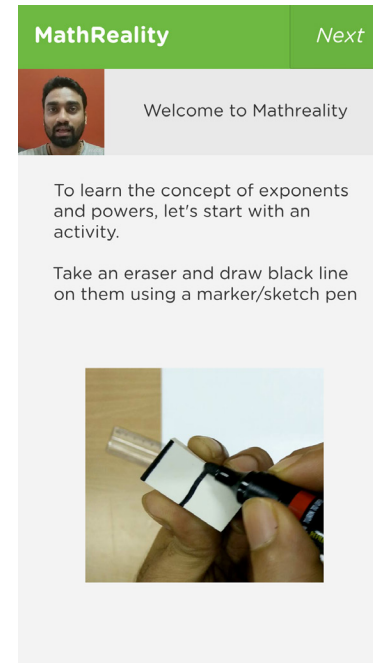 MathReality
Next
Welcome to Mathreality
To learn the concept of exponents
and powers, let's start with an
activity.
Take an eraser and draw black line
on them using a marker/sketch pen